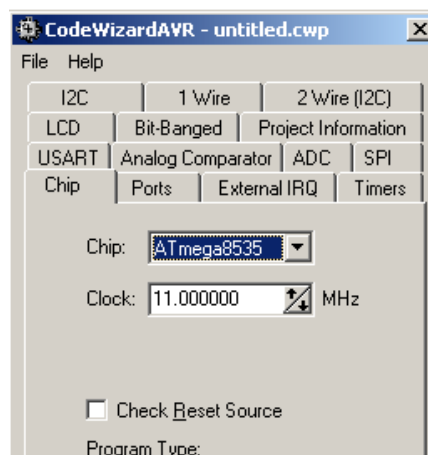 CodeWizardAVR - untitled.cwp
File Help
I2C 1 Wire 2 Wire (I2C)
LCD Bit-Banged Project Information
USART Analog Comparator ADC SPI
Chip Ports External IRQ Timers
Chip: ATmega8535
Clock: 11.000000 MHz
Check Reset Source
Program Type: